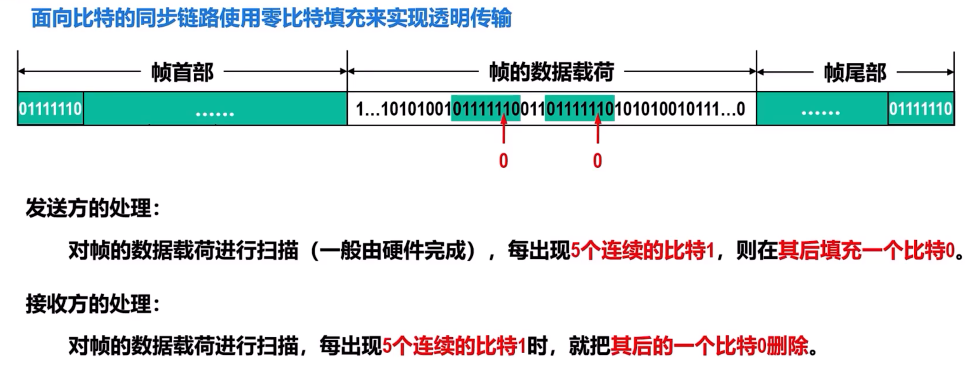 面向比特的同步链路使用零比特填充来实现透明传输
帧首部 帧的数据载荷 帧尾部
01111110 …… 1…10101001011111100110111111010101001010111…0 …… 01111110
0 0
发送方的处理：
对帧的数据载荷进行扫描（一般由硬件完成），每出现5个连续的比特1，则在其后填充一个比特0。
接收方的处理：
对帧的数据载荷进行扫描，每出现5个连续的比特1时，就把其后的一个比特0删除。